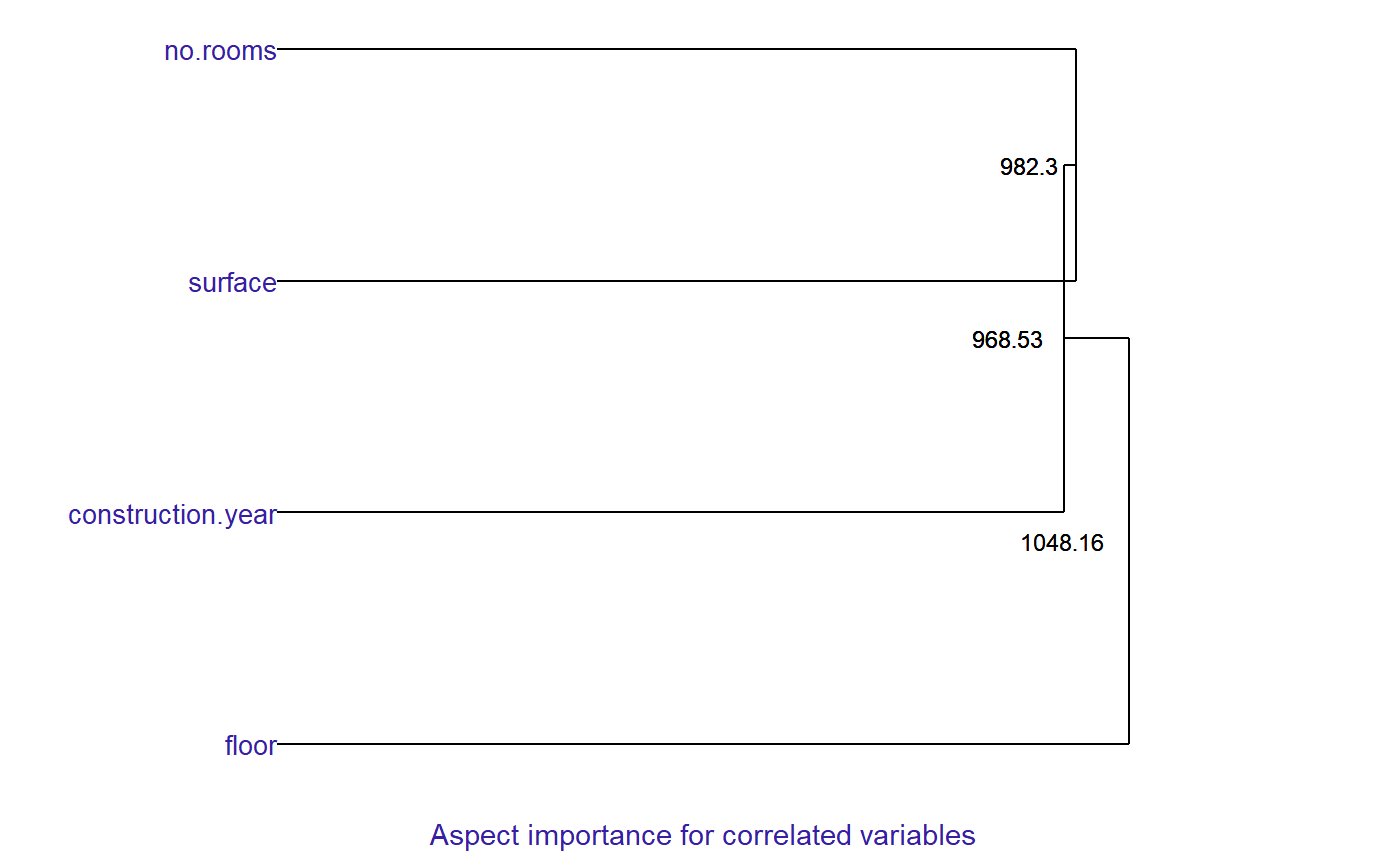 no.rooms
982.3
surface
968.53
construction.year
1048.16
floor
Aspect importance for correlated variables